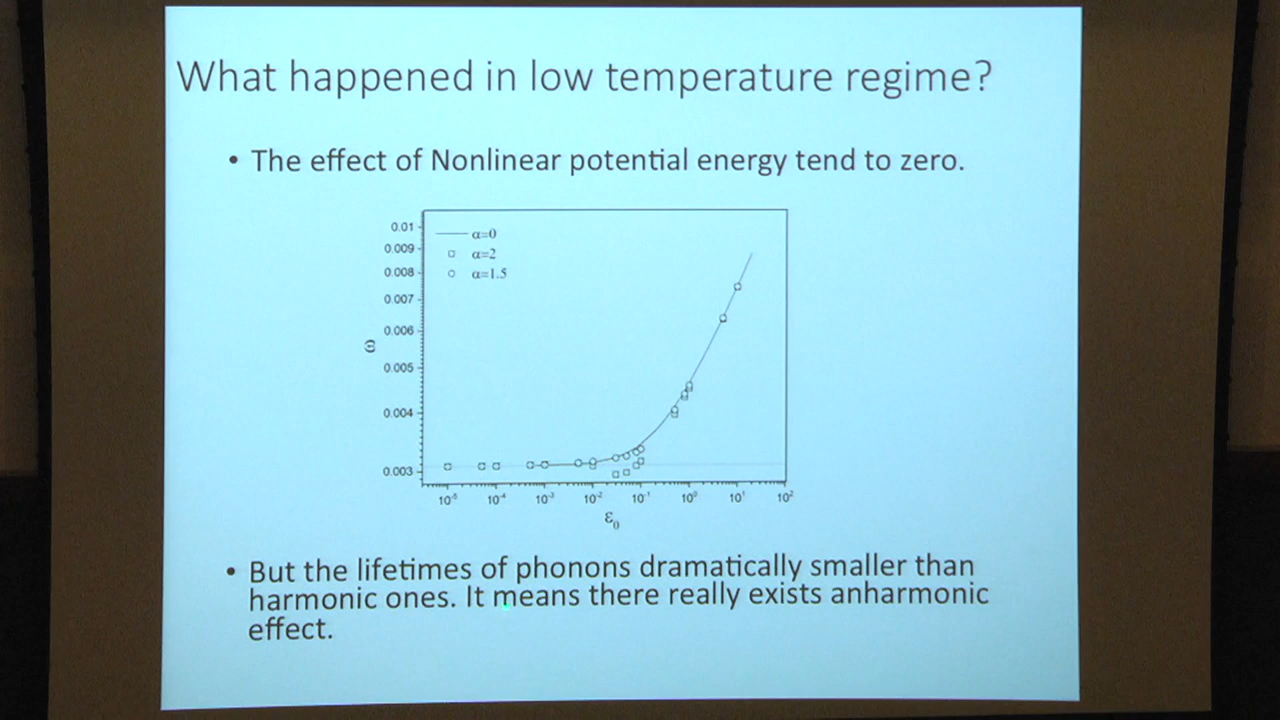 What happened in low temperature regime?
• The effect of Nonlinear potential energy tend to zero.
0.01
0.009
0.008
0.007
0.006
0.005
0.004
0.003
α=0
α=2
α=1.5
10⁻⁵ 10⁻⁴ 10⁻³ 10⁻² 10⁻¹ 10⁰ 10¹ 10²
ε₀
• But the lifetimes of phonons dramatically smaller than
harmonic ones. It means there really exists anharmonic
effect.